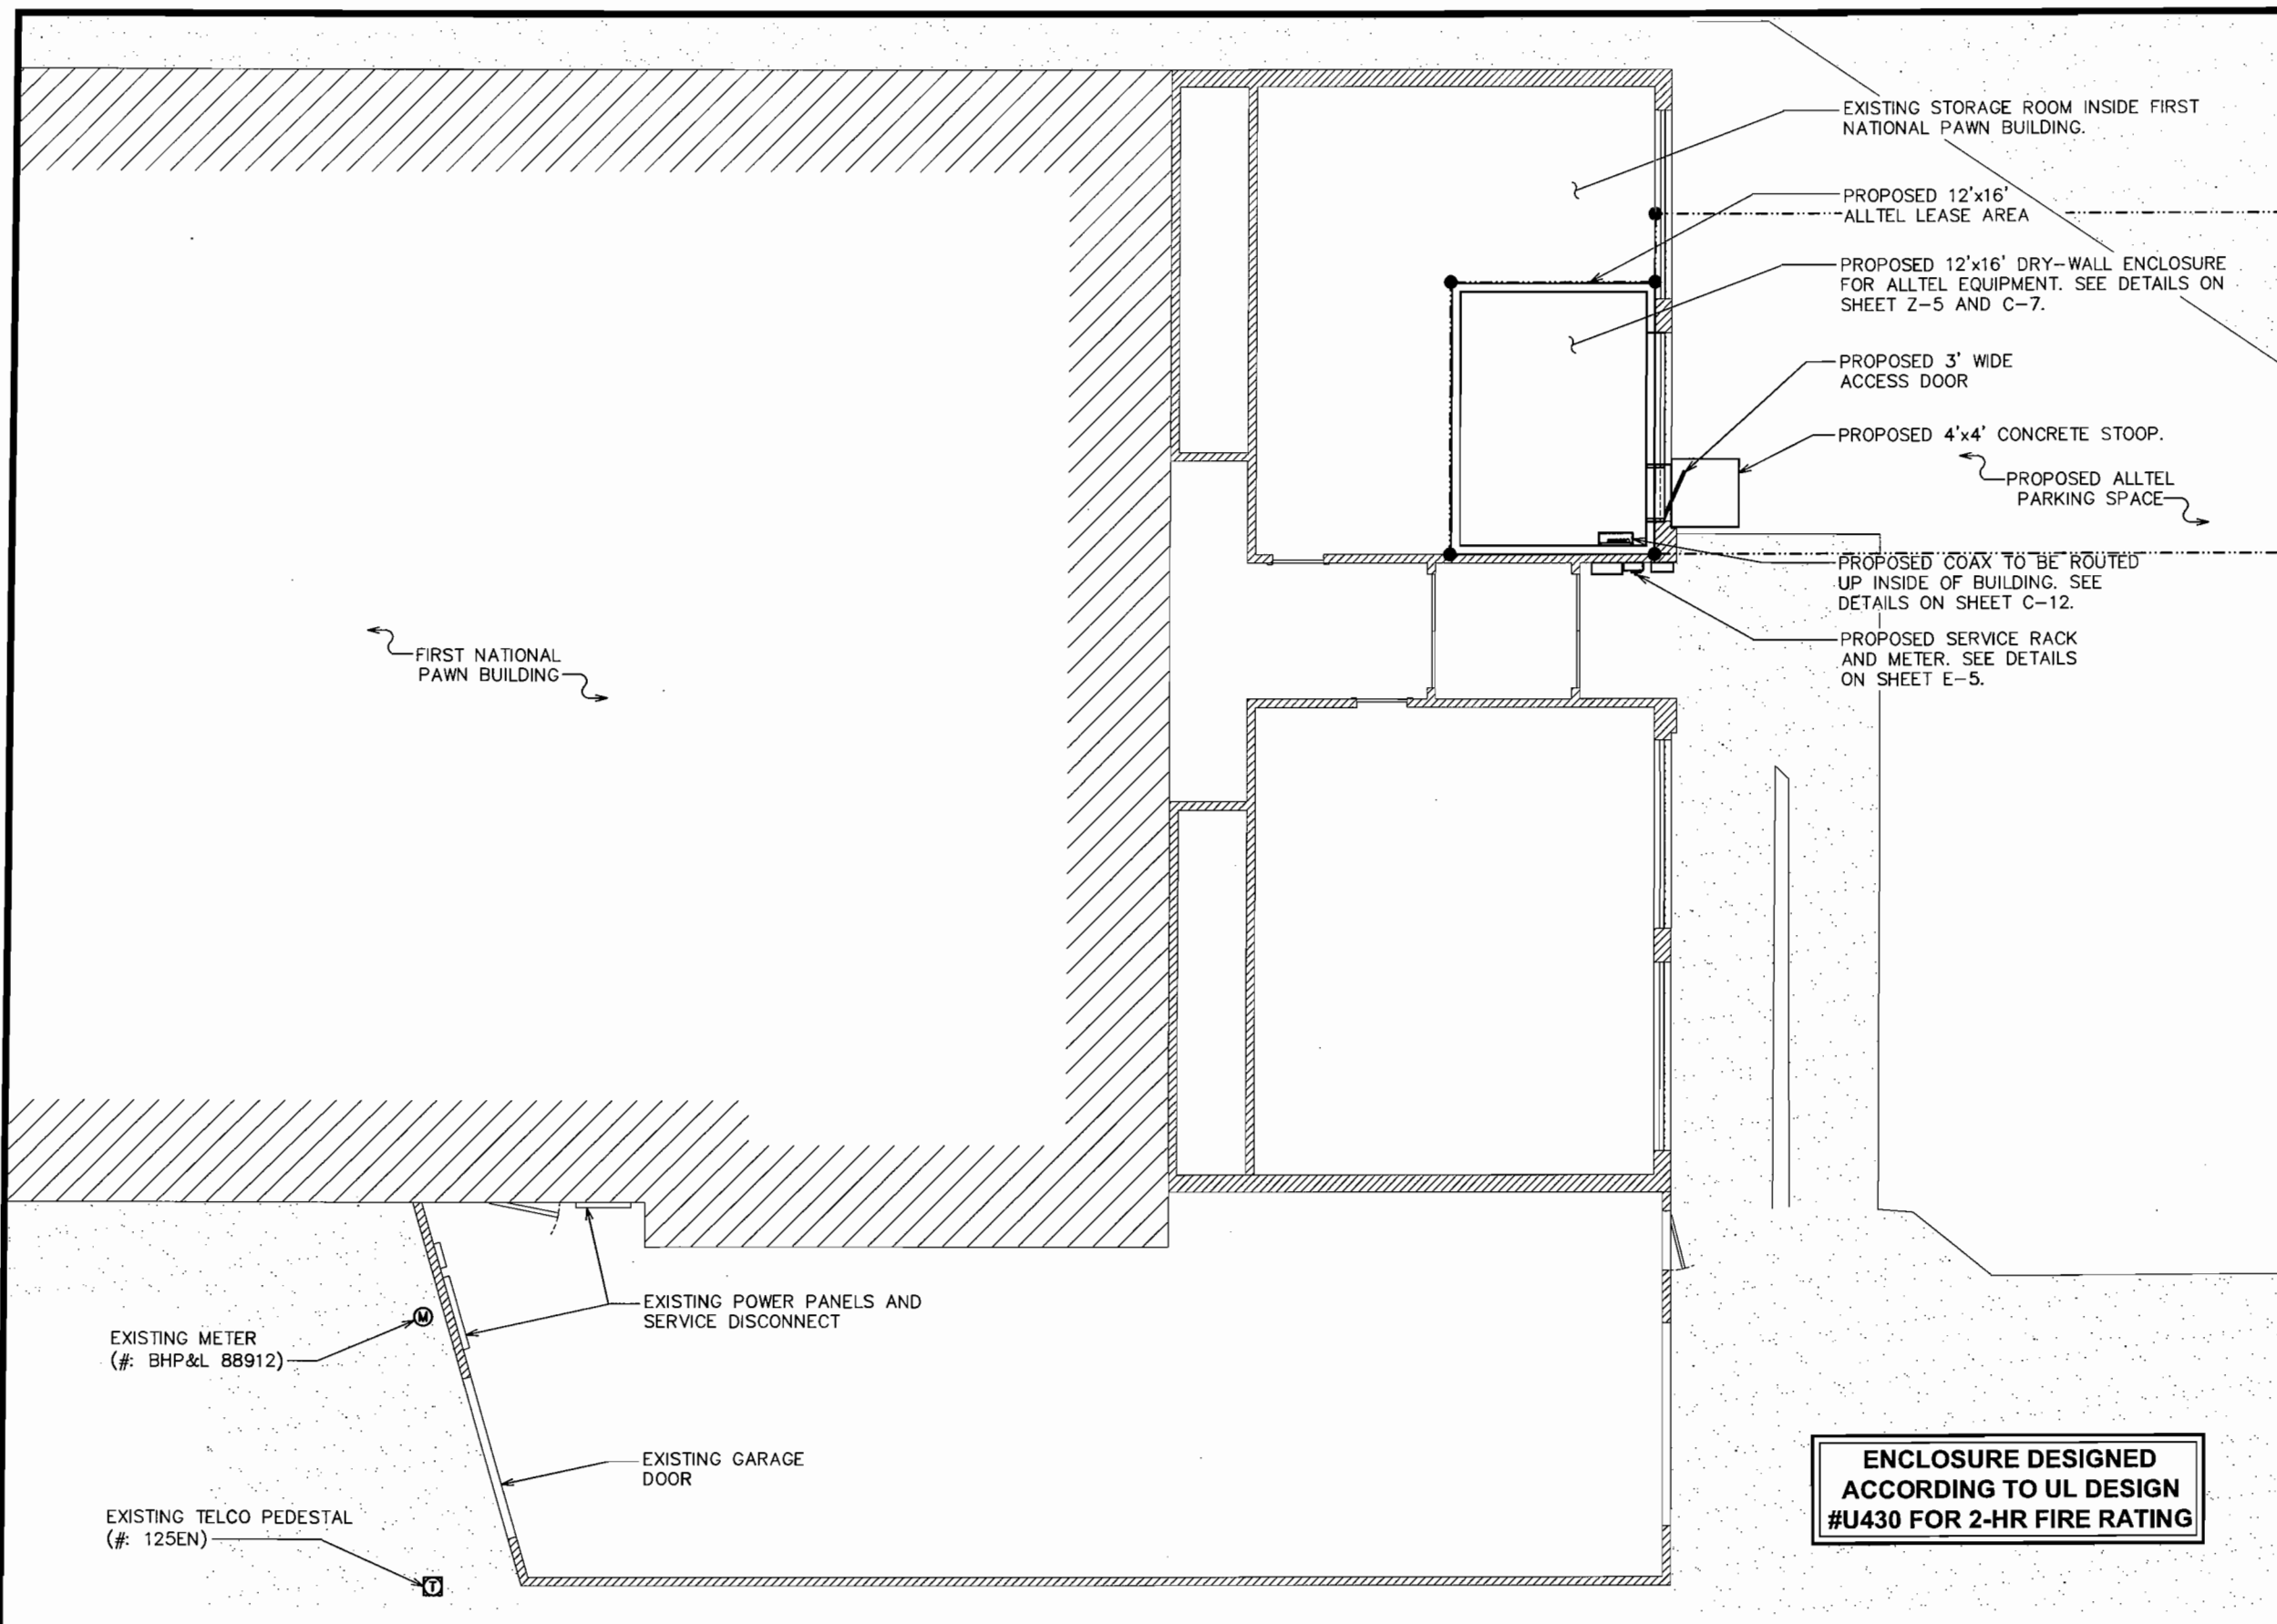 EXISTING STORAGE ROOM INSIDE FIRST
NATIONAL PAWN BUILDING.
PROPOSED 12'x16'
ALLTEL LEASE AREA
PROPOSED 12'x16' DRY-WALL ENCLOSURE
FOR ALLTEL EQUIPMENT. SEE DETAILS ON
SHEET Z-5 AND C-7.
PROPOSED 3' WIDE
ACCESS DOOR
PROPOSED 4'x4' CONCRETE STOOP.
PROPOSED ALLTEL
PARKING SPACE
PROPOSED COAX TO BE ROUTED
UP INSIDE OF BUILDING. SEE
DETAILS ON SHEET C-12.
PROPOSED SERVICE RACK
AND METER. SEE DETAILS
ON SHEET E-5.
FIRST NATIONAL
PAWN BUILDING
EXISTING POWER PANELS AND
SERVICE DISCONNECT
M
EXISTING METER
(#: BHP&L 88912)
EXISTING GARAGE
DOOR
EXISTING TELCO PEDESTAL
(#: 125EN)
T
ENCLOSURE DESIGNED
ACCORDING TO UL DESIGN
#U430 FOR 2-HR FIRE RATING